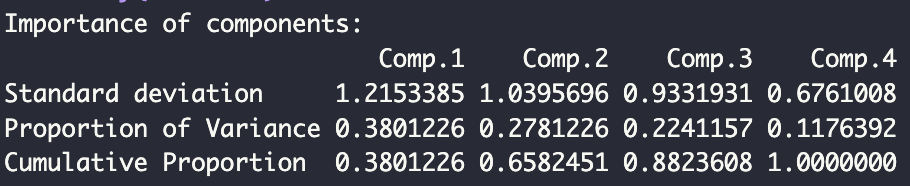 Importance of components:
Comp.1 Comp.2 Comp.3 Comp.4
Standard deviation 1.2153385 1.0395696 0.9331931 0.6761008
Proportion of Variance 0.3801226 0.2781226 0.2241157 0.1176392
Cumulative Proportion 0.3801226 0.6582451 0.8823608 1.0000000